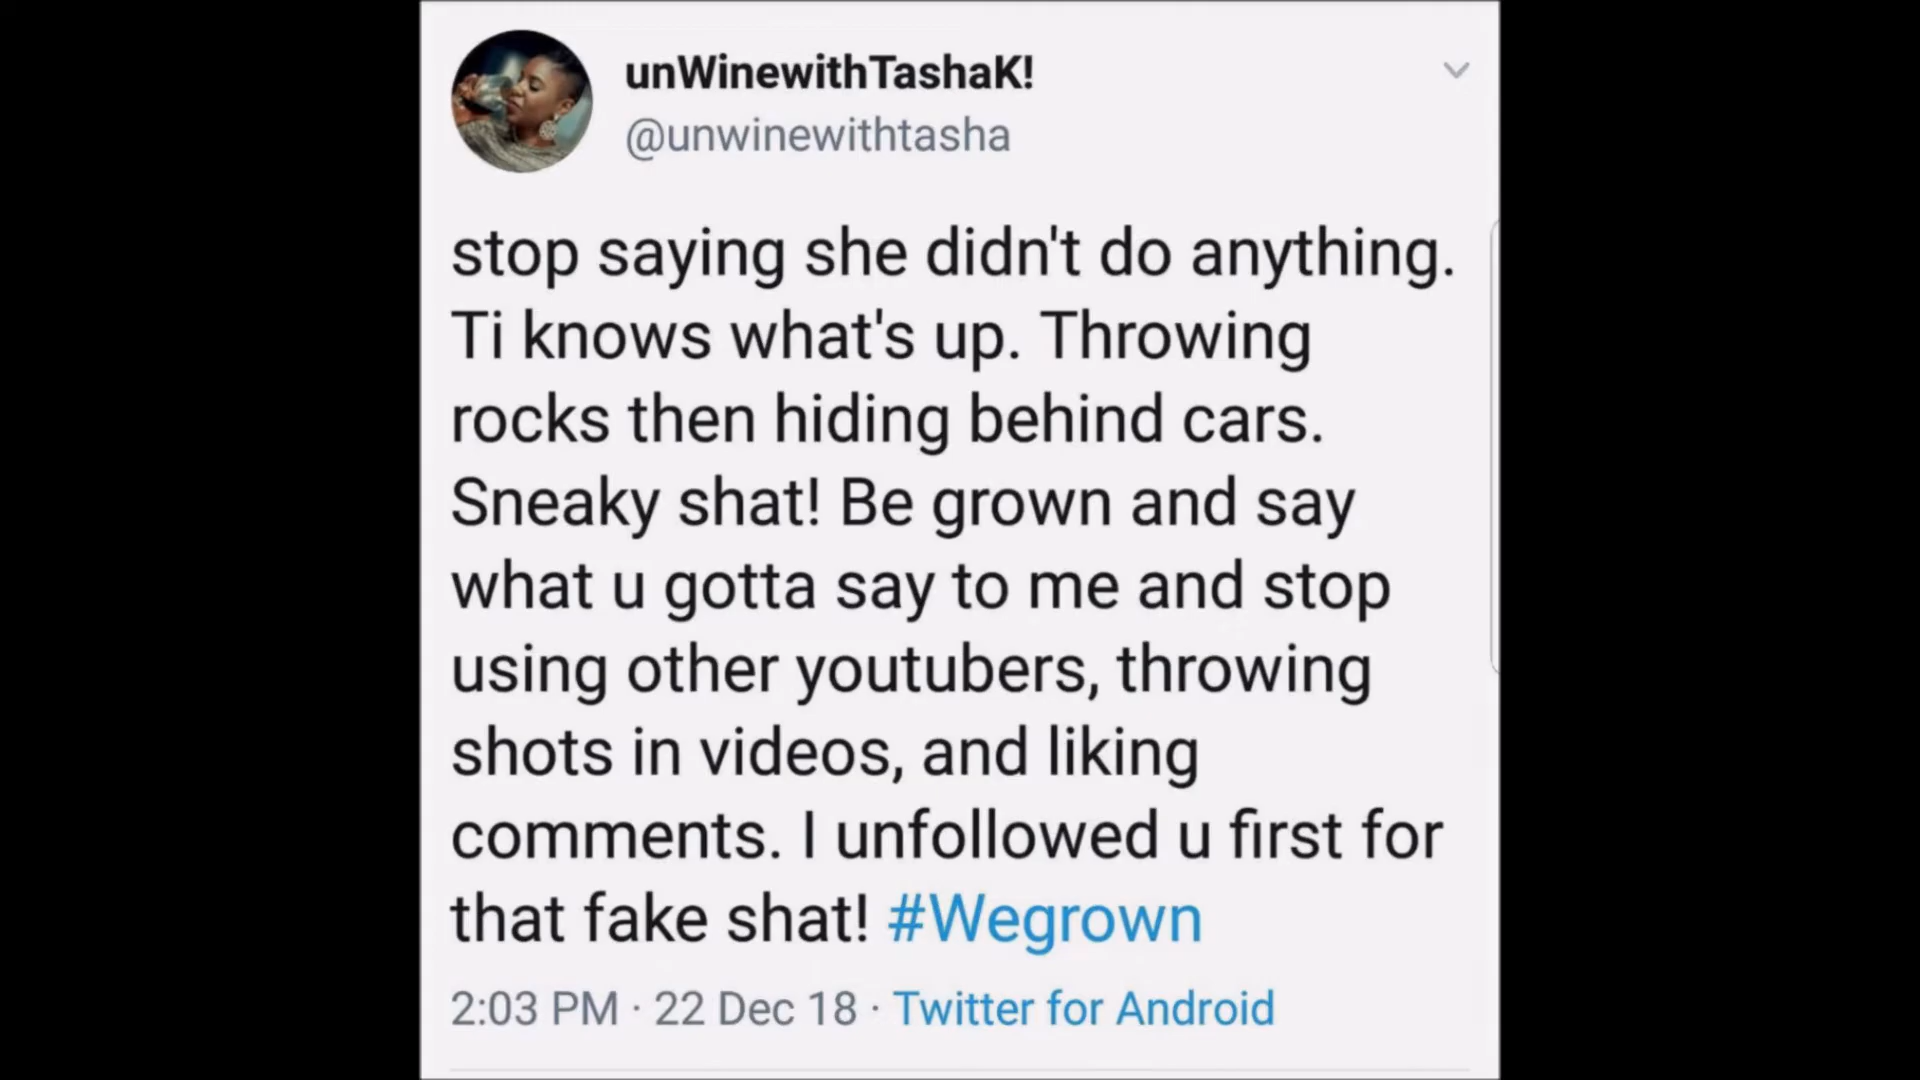 unWinewithTashaK!
@unwinewithtasha
stop saying she didn't do anything.
Ti knows what's up. Throwing
rocks then hiding behind cars.
Sneaky shat! Be grown and say
what u gotta say to me and stop
using other youtubers, throwing
shots in videos, and liking
comments. I unfollowed u first for
that fake shat! #Wegrown
2:03 PM · 22 Dec 18 · Twitter for Android